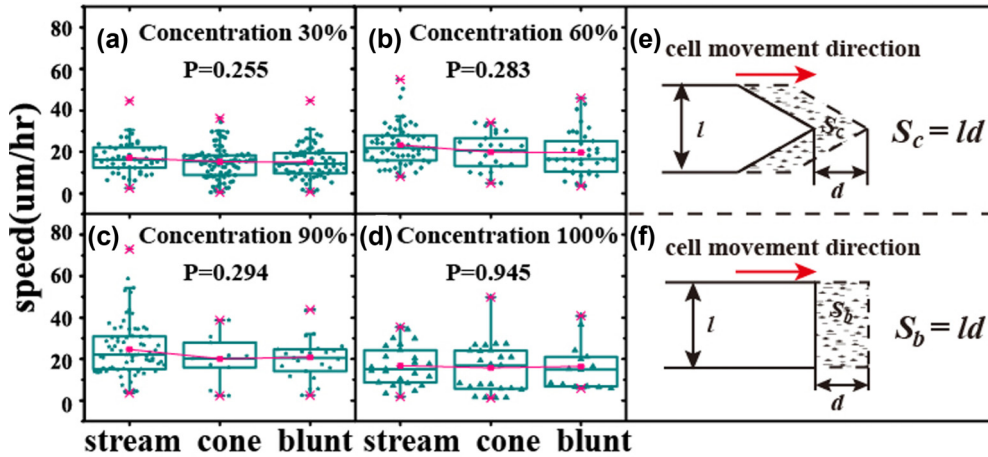 speed(um/hr)
80
60
40
20
0
80
60
40
20
0
(a) Concentration 30%
P=0.255
(b) Concentration 60%
P=0.283
(c) Concentration 90%
P=0.294
(d) Concentration 100%
P=0.945
stream cone blunt
stream cone blunt
(e)
cell movement direction
l
Sc
Sc = ld
d
(f)
cell movement direction
l
Sb
Sb = ld
d